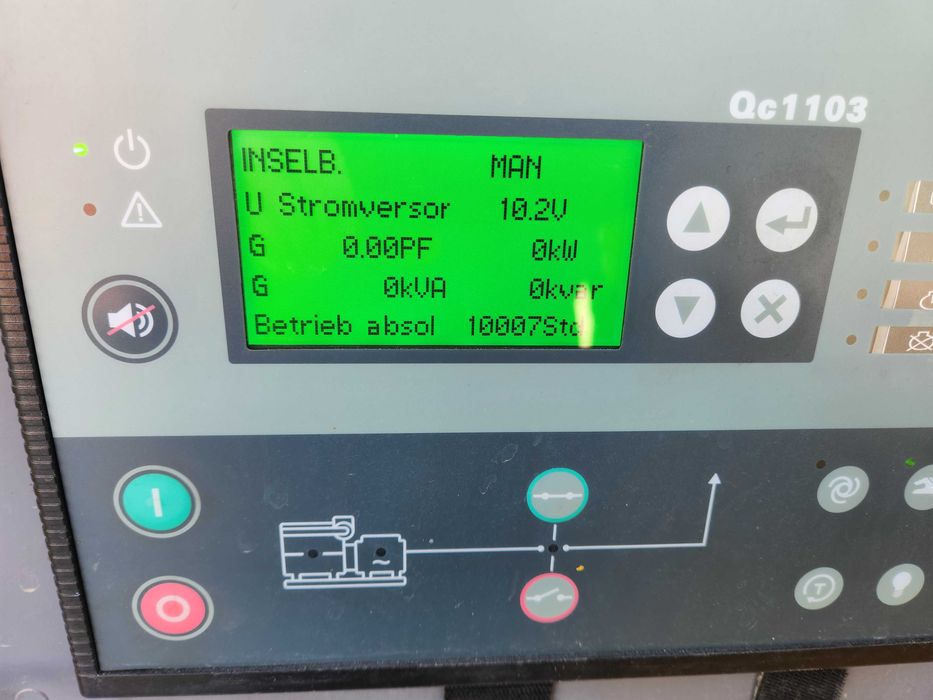 Qc1103
INSELB. MAN
U Stromversor 10.2V
G 0.00PF 0kW
G 0kVA 0kvar
Betrieb absol 10007Std